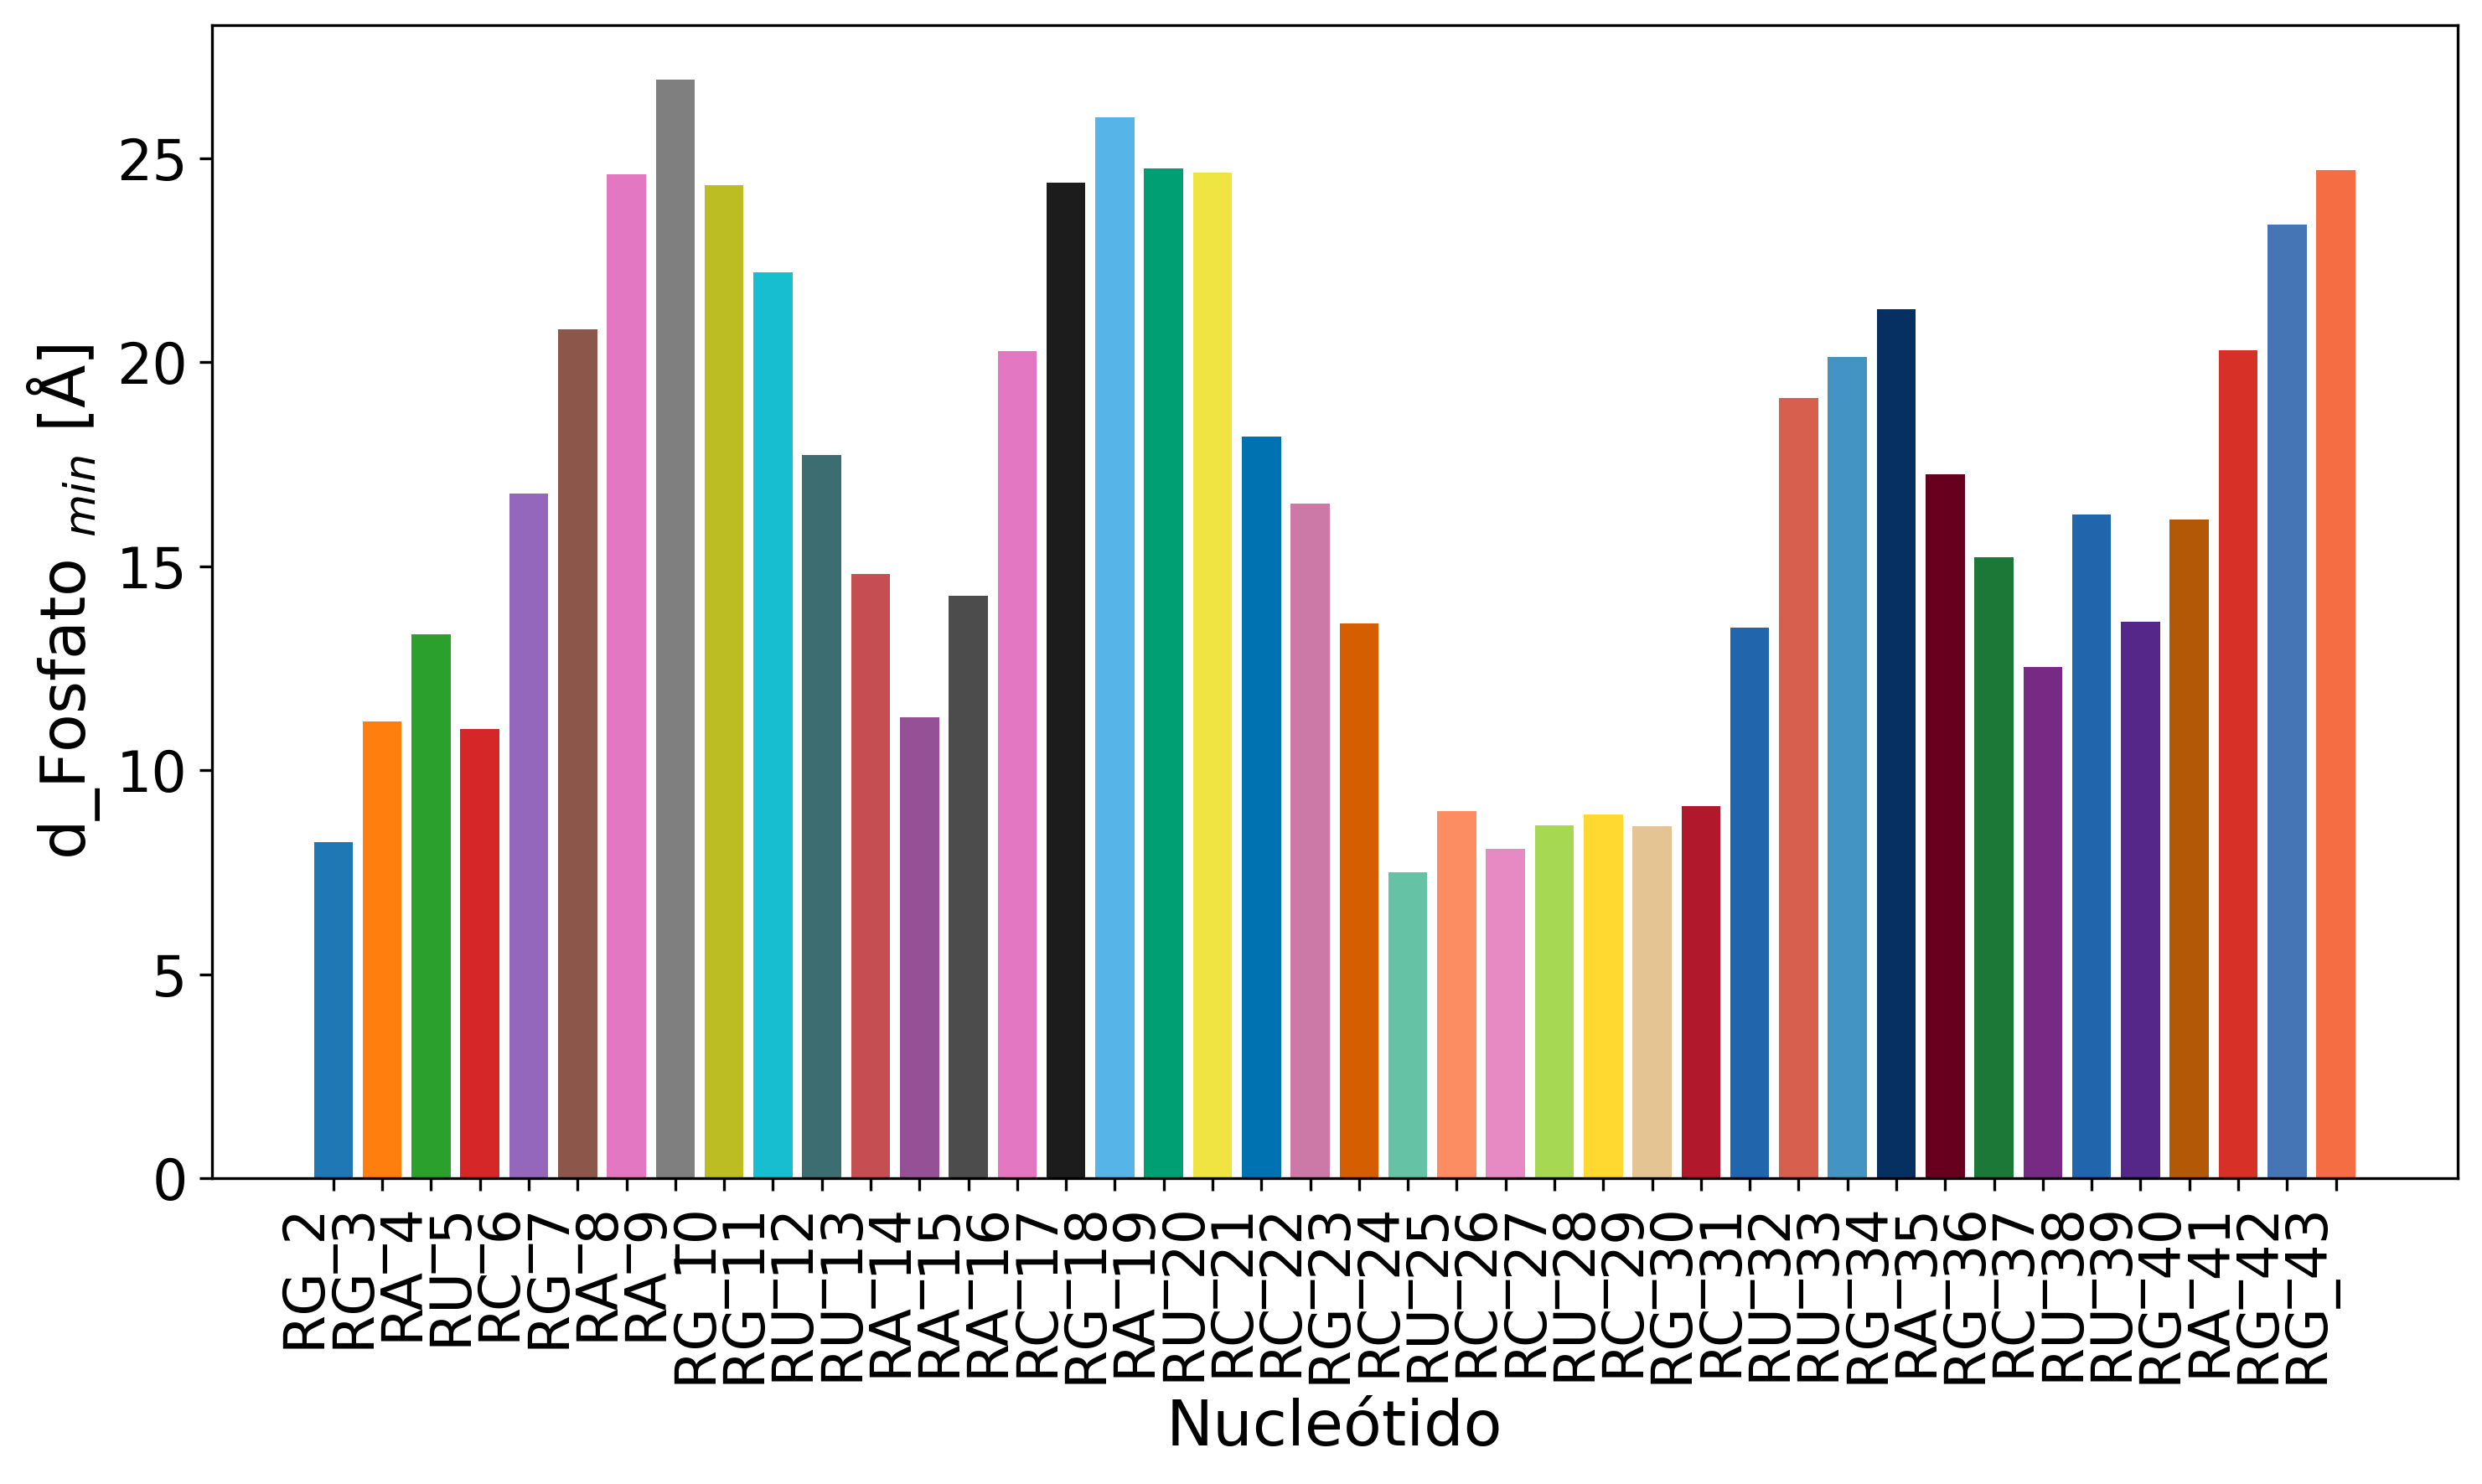 d_Fosfato min [Å]
25
20
15
10
5
0
RG_2
RG_3
RA_4
RU_5
RC_6
RG_7
RA_8
RA_9
RG_10
RG_11
RU_12
RU_13
RA_14
RA_15
RA_16
RC_17
RG_18
RA_19
RU_20
RC_21
RC_22
RG_23
RC_24
RU_25
RC_26
RC_27
RU_28
RC_29
RG_30
RC_31
RU_32
RU_33
RG_34
RA_35
RG_36
RC_37
RU_38
RU_39
RG_40
RA_41
RG_42
RG_43
Nucleótido